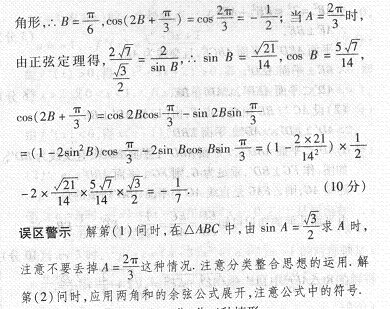 角形,∴ B = π/6 ,cos(2B + π/3) = cos 2π/3 = - 1/2 ; 当 A = 2π/3 时,
由正弦定理得, 2√7/(√3/2) = 2/sin B ,∴ sin B = √21/14 , cos B = 5√7/14 ,
cos(2B + π/3) = cos 2Bcos π/3 - sin 2Bsin π/3
= (1 - 2sin²B) cos π/3 - 2sin Bcos Bsin π/3 = (1 - 2×21/14²) × 1/2
- 2 × √21/14 × 5√7/14 × √3/2 = - 1/7 . (10 分)
误区警示 解第(1)问时,在△ABC 中,由 sin A = √3/2 求 A 时,
注意不要丢掉 A = 2π/3 这种情况. 注意分类整合思想的运用. 解
第(2)问时,应用两角和的余弦公式展开,注意公式中的符号.